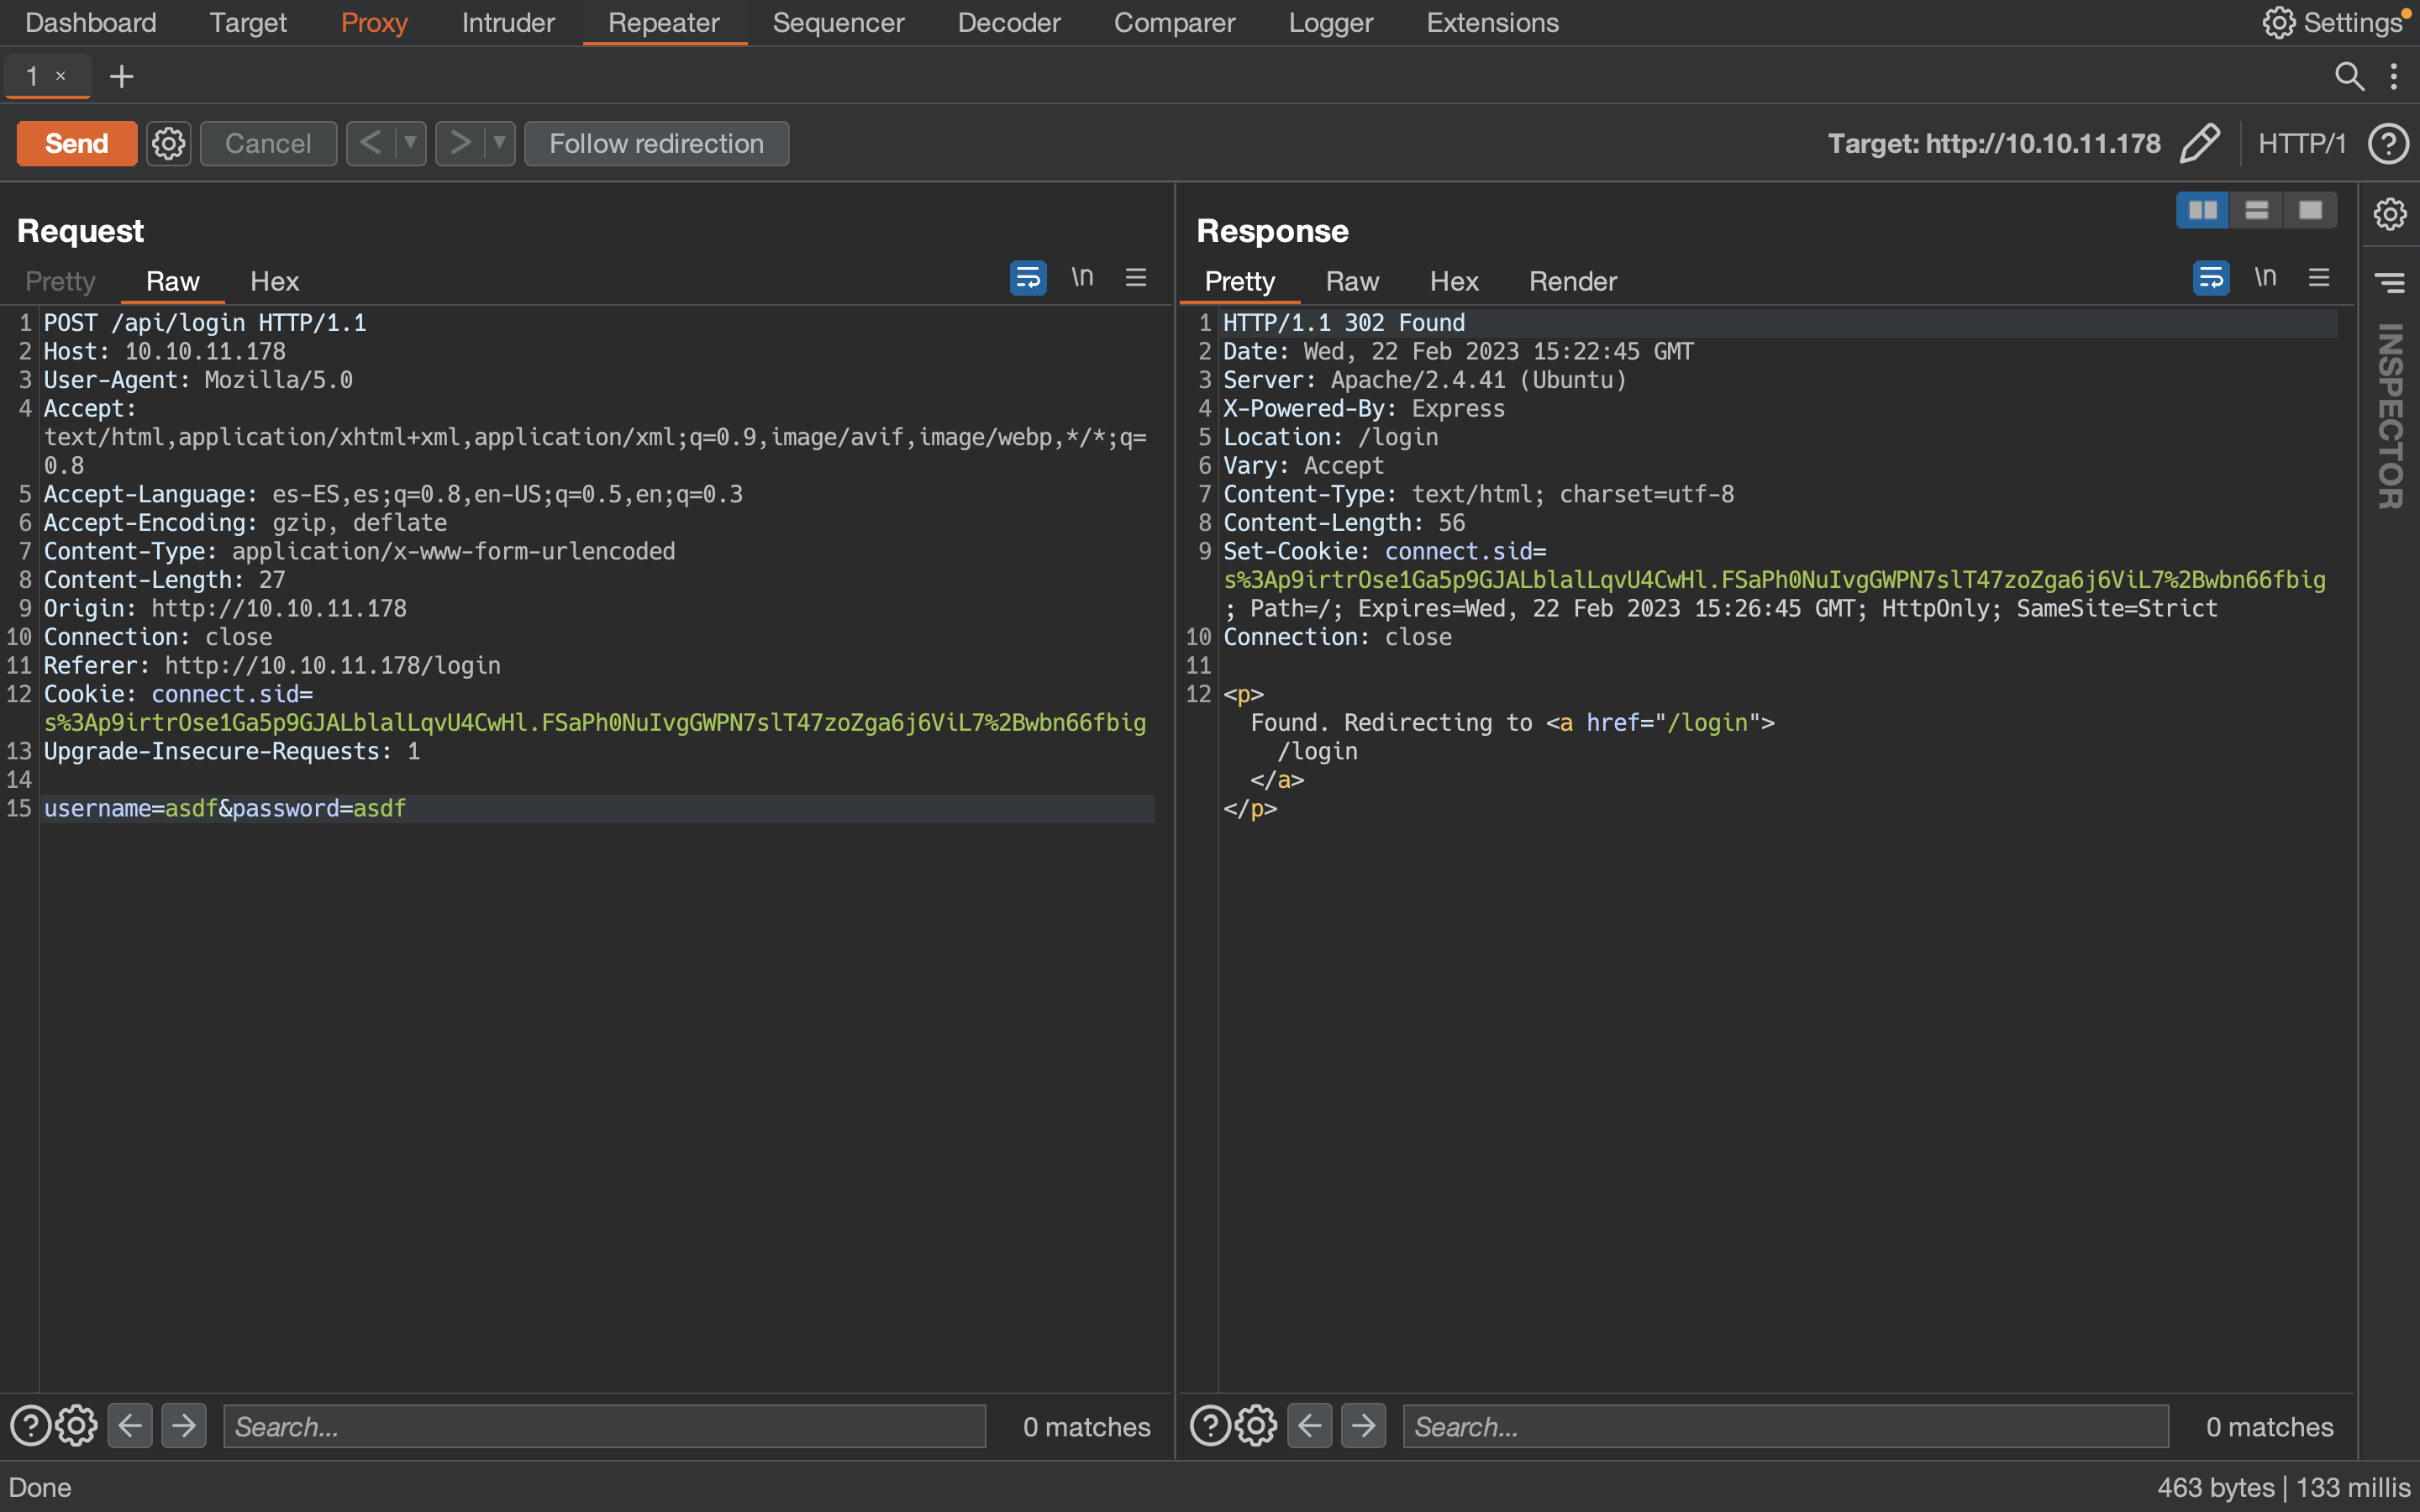 Dashboard Target Proxy Intruder Repeater Sequencer Decoder Comparer Logger Extensions Settings
1 × +
Send Cancel < > Follow redirection Target: http://10.10.11.178 HTTP/1 ?
Request
Pretty Raw Hex \n
1 POST /api/login HTTP/1.1
2 Host: 10.10.11.178
3 User-Agent: Mozilla/5.0
4 Accept:
text/html,application/xhtml+xml,application/xml;q=0.9,image/avif,image/webp,*/*;q=
0.8
5 Accept-Language: es-ES,es;q=0.8,en-US;q=0.5,en;q=0.3
6 Accept-Encoding: gzip, deflate
7 Content-Type: application/x-www-form-urlencoded
8 Content-Length: 27
9 Origin: http://10.10.11.178
10 Connection: close
11 Referer: http://10.10.11.178/login
12 Cookie: connect.sid=
s%3Ap9irtrOse1Ga5p9GJALblalLqvU4CwHl.FSaPh0NuIvgGWPN7slT47zoZga6j6ViL7%2Bwbn66fbig
13 Upgrade-Insecure-Requests: 1
14
15 username=asdf&password=asdf
? Search... 0 matches
Response
Pretty Raw Hex Render \n
1 HTTP/1.1 302 Found
2 Date: Wed, 22 Feb 2023 15:22:45 GMT
3 Server: Apache/2.4.41 (Ubuntu)
4 X-Powered-By: Express
5 Location: /login
6 Vary: Accept
7 Content-Type: text/html; charset=utf-8
8 Content-Length: 56
9 Set-Cookie: connect.sid=
s%3Ap9irtrOse1Ga5p9GJALblalLqvU4CwHl.FSaPh0NuIvgGWPN7slT47zoZga6j6ViL7%2Bwbn66fbig
; Path=/; Expires=Wed, 22 Feb 2023 15:26:45 GMT; HttpOnly; SameSite=Strict
10 Connection: close
11
12 <p>
Found. Redirecting to <a href="/login">
/login
</a>
</p>
? Search... 0 matches
INSPECTOR
Done 463 bytes | 133 millis